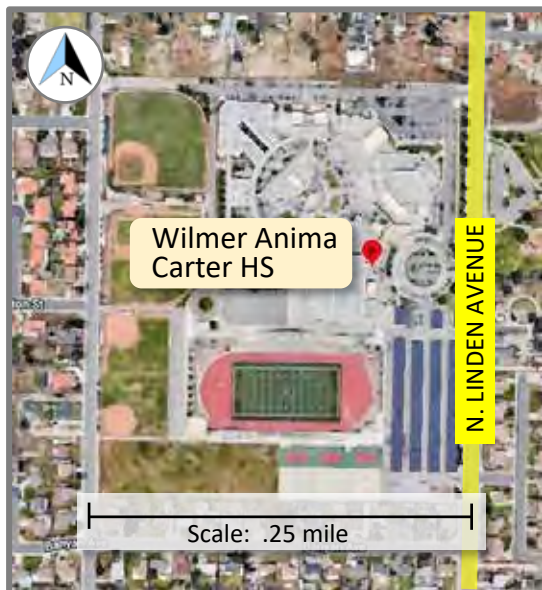 N
Wilmer Anima
Carter HS
N. LINDEN AVENUE
Scale: .25 mile